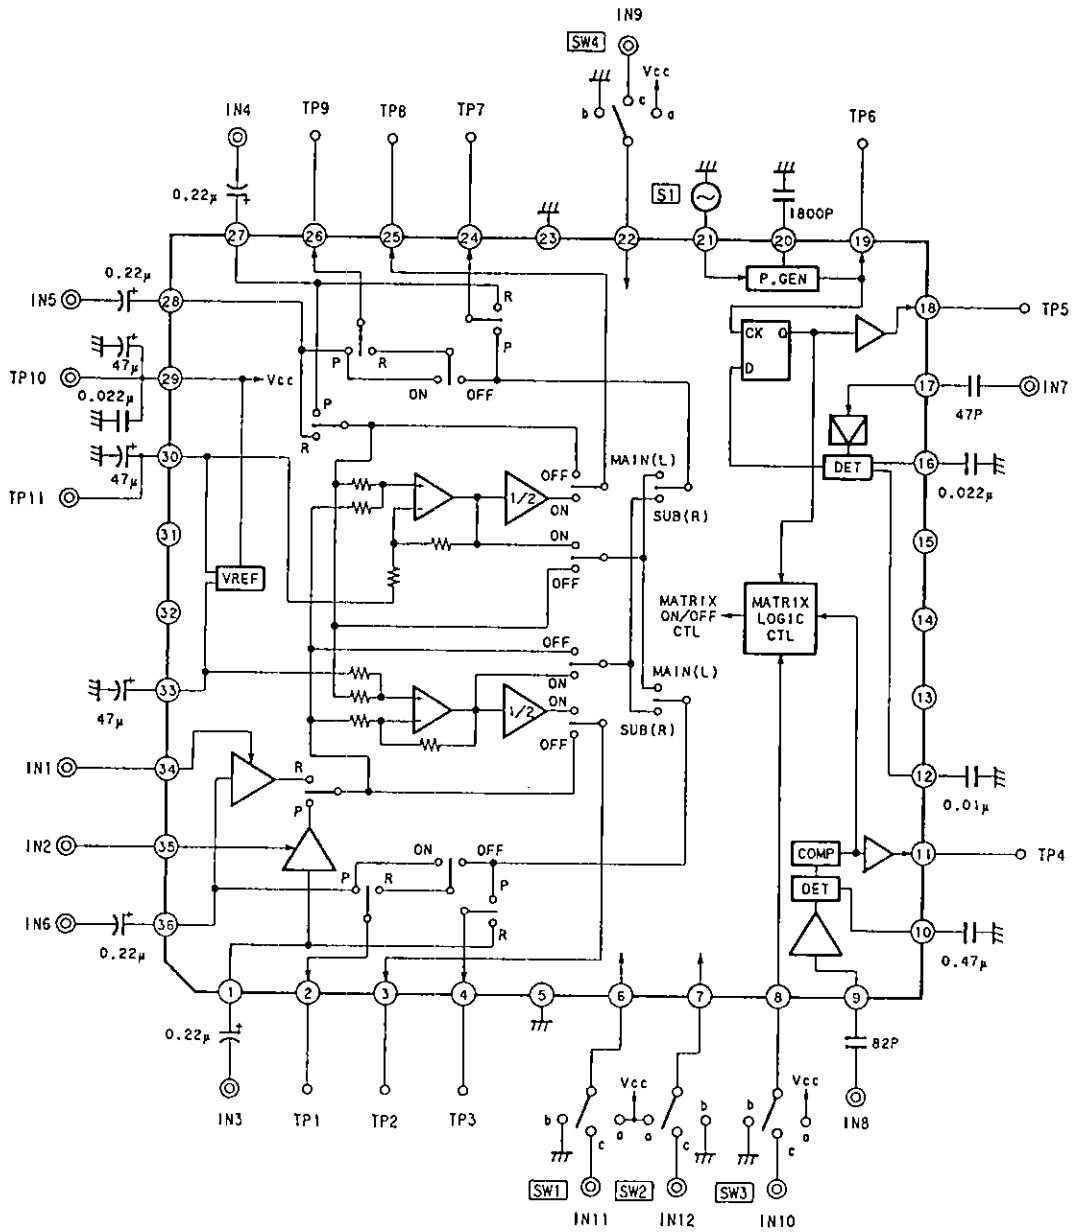 IN9
SW4
Vcc
b
c
a
IN4
TP9
TP8
TP7
TP6
0.22μ
+
S1
1800P
27
26
25
24
23
22
21
20
19
0.22μ
+
IN5
28
P.GEN
R
P
18
TP5
CK
Q
D
+
47μ
TP10
29
Vcc
P
R
ON
OFF
17
IN7
47P
0.022μ
P
R
+
30
47μ
TP11
DET
16
0.022μ
OFF
MAIN(L)
1/2
ON
SUB(R)
31
15
ON
VREF
OFF
32
MATRIX
ON/OFF
CTL
MATRIX
LOGIC
CTL
14
OFF
MAIN(L)
33
+
47μ
ON
13
ON
1/2
SUB(R)
OFF
IN1
34
R
12
0.01μ
P
IN2
35
ON
OFF
COMP
11
TP4
P
R
P
DET
IN6
+
36
0.22μ
R
10
0.47μ
1
2
3
4
5
6
7
8
9
0.22μ
+
82P
IN3
TP1
TP2
TP3
Vcc
Vcc
IN8
b
a
a
b
b
a
c
c
c
SW1
SW2
SW3
IN11
IN12
IN10